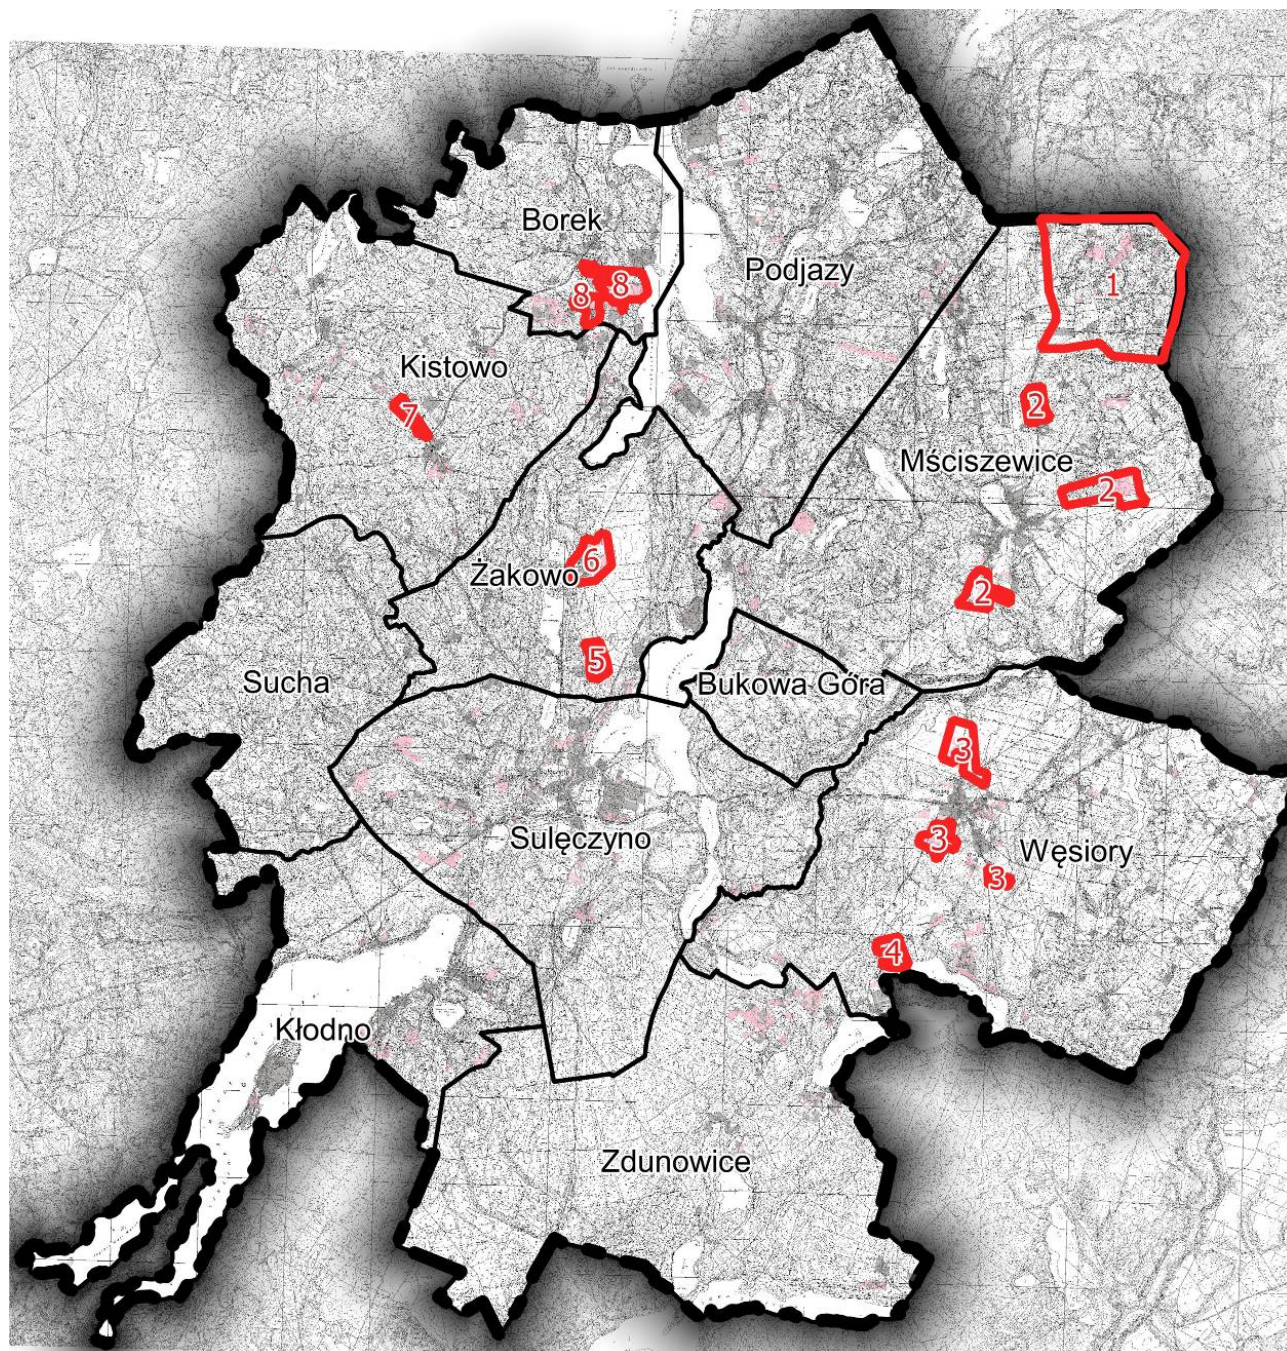 Borek
Podjazy
8
8
1
Kistowo
7
2
Mściszewice
2
6
Żakowo
2
5
Sucha
Bukowa Góra
3
Sulęczyno
3
Węsiory
3
4
Kłodno
Zdunowice